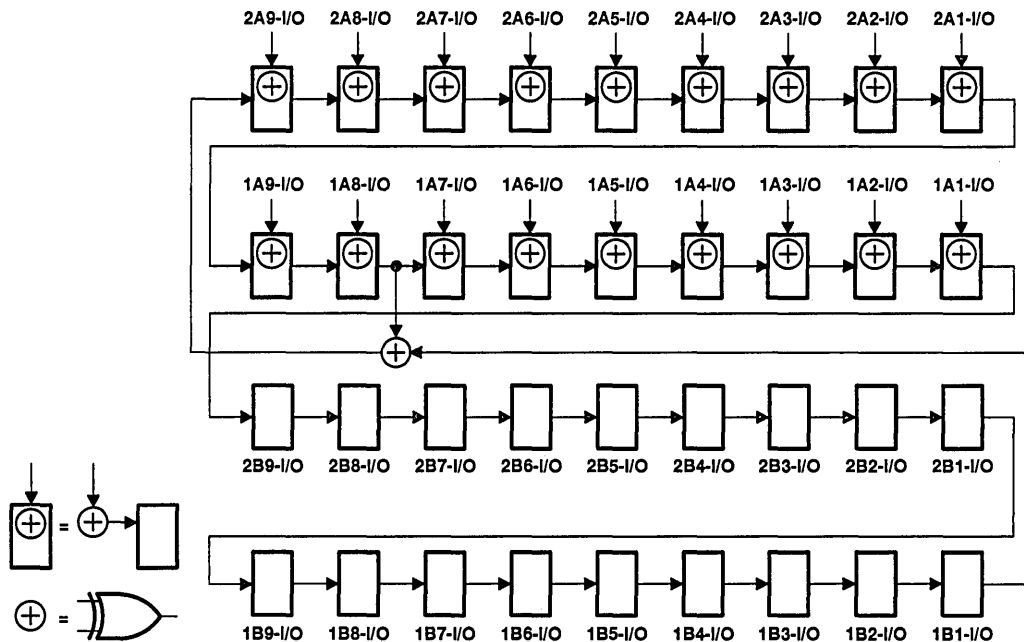 2A9-I/O 2A8-I/O 2A7-I/O 2A6-I/O 2A5-I/O 2A4-I/O 2A3-I/O 2A2-I/O 2A1-I/O
1A9-I/O 1A8-I/O 1A7-I/O 1A6-I/O 1A5-I/O 1A4-I/O 1A3-I/O 1A2-I/O 1A1-I/O
2B9-I/O 2B8-I/O 2B7-I/O 2B6-I/O 2B5-I/O 2B4-I/O 2B3-I/O 2B2-I/O 2B1-I/O
=
=
1B9-I/O 1B8-I/O 1B7-I/O 1B6-I/O 1B5-I/O 1B4-I/O 1B3-I/O 1B2-I/O 1B1-I/O